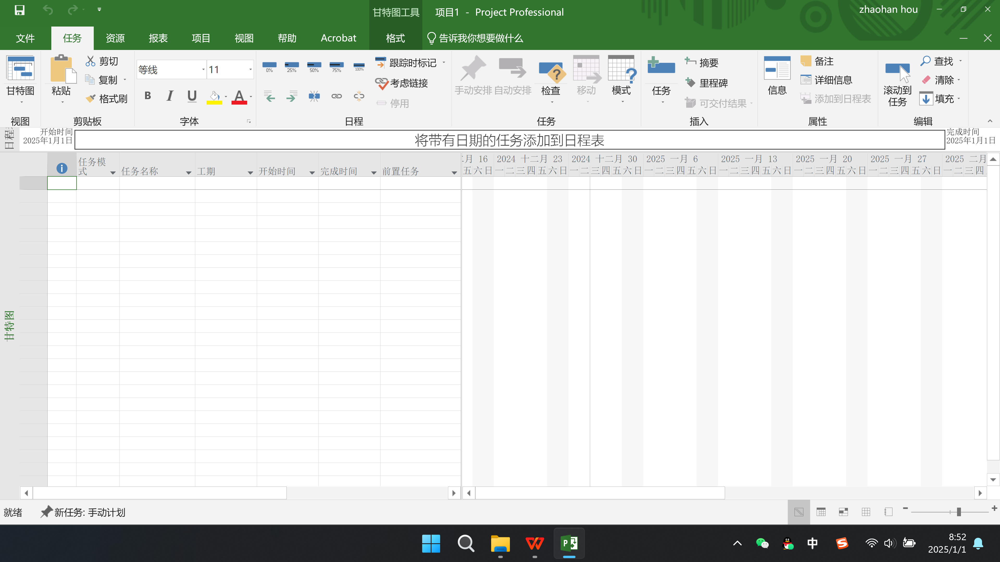 甘特图工具
项目1 - Project Professional
zhaohan hou
文件
任务
资源
报表
项目
视图
帮助
Acrobat
格式
告诉我你想要做什么
甘特图
视图
粘贴
剪切
复制
格式刷
剪贴板
等线
11
B I U A
字体
0%
25%
50%
75%
100%
跟踪时标记
考虑链接
停用
日程
手动安排
自动安排
检查
移动
模式
任务
任务
摘要
里程碑
可交付结果
插入
信息
备注
详细信息
添加到日程表
属性
滚动到
任务
查找
清除
填充
编辑
日程
开始时间
2025年1月1日
将带有日期的任务添加到日程表
完成时间
2025年1月1日
任务模
式
任务名称
工期
开始时间
完成时间
前置任务
月 16
2024 十二月 23
2024 十二月 30
2025 一月 6
2025 一月 13
2025 一月 20
2025 一月 27
2025 二月
五六日一二三四五六日一二三四五六日一二三四五六日一二三四五六日一二三四五六日一二三四五六日一二三四
甘特图
就绪
新任务: 手动计划
中
8:52
2025/1/1